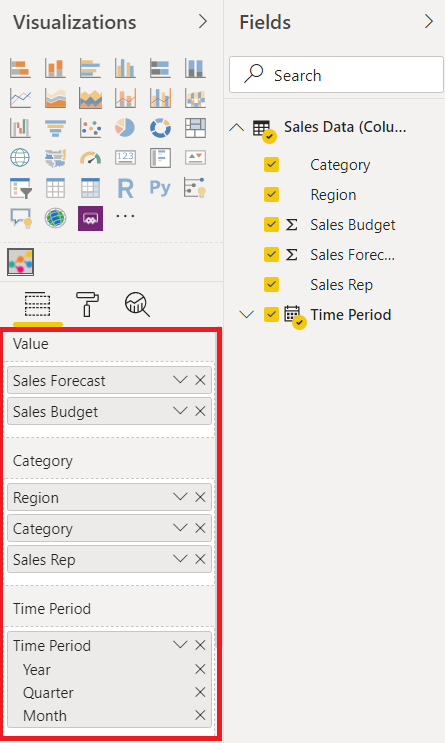 Visualizations
123
R
Py
Value
Sales Forecast
Sales Budget
Category
Region
Category
Sales Rep
Time Period
Time Period
Year
Quarter
Month
Fields
Search
Sales Data (Colu...
Category
Region
Σ Sales Budget
Σ Sales Forec...
Sales Rep
Time Period